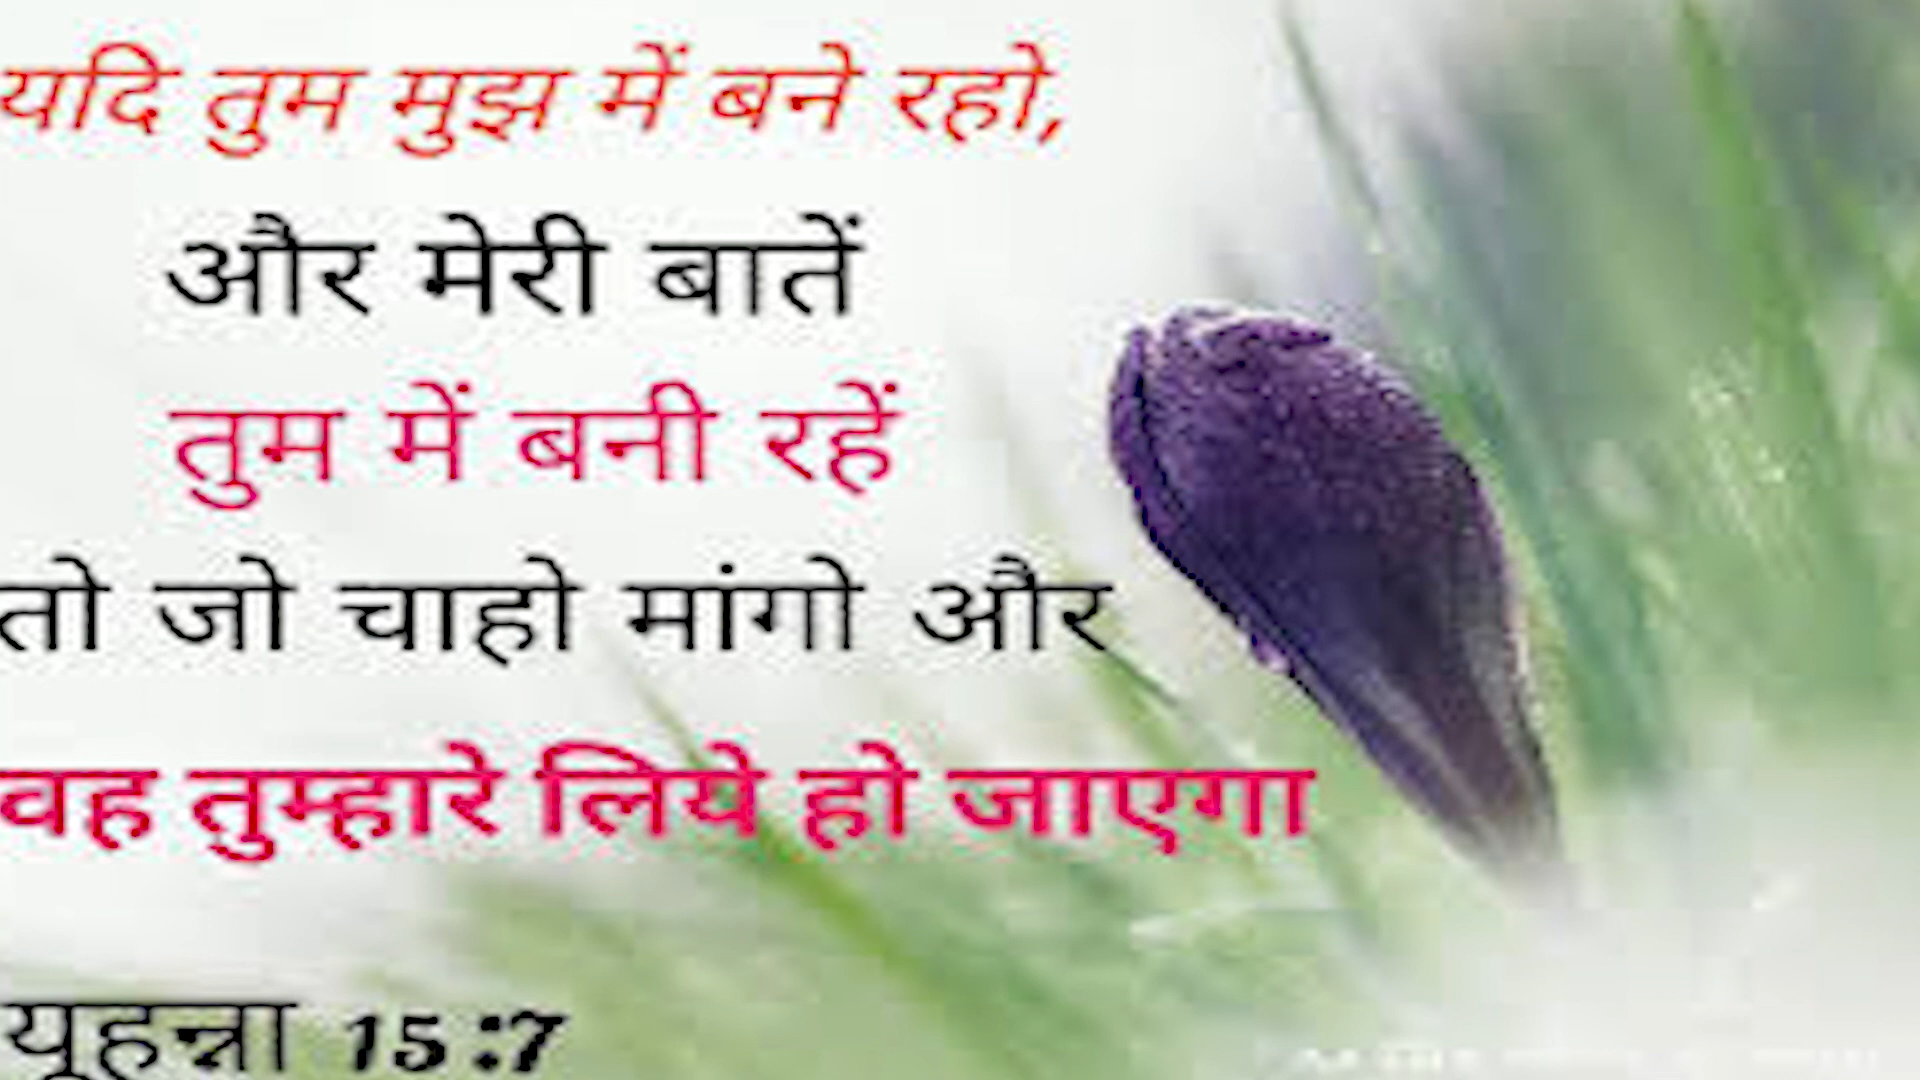 यदि तुम मुझ में बने रहो,
और मेरी बातें
तुम में बनी रहें
तो जो चाहो मांगो और
वह तुम्हारे लिये हो जाएगा
यूहन्ना 15:7